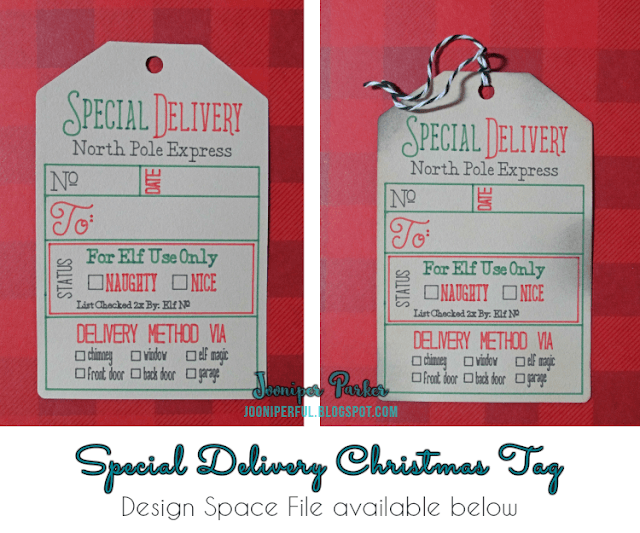 SPECIAL DELIVERY
North Pole Express
Nº DATE
To:
For Elf Use Only
STATUS
NAUGHTY NICE
List Checked 2x By: Elf Nº
DELIVERY METHOD VIA
chimney window elf magic
front door back door garage
SPECIAL DELIVERY
North Pole Express
Nº DATE
To:
For Elf Use Only
STATUS
NAUGHTY NICE
List Checked 2x By: Elf Nº
DELIVERY METHOD VIA
chimney window elf magic
front door back door garage
Jooniper Parker
JOONIPERFUL.BLOGSPOT.COM
Special Delivery Christmas Tag
Design Space File available below